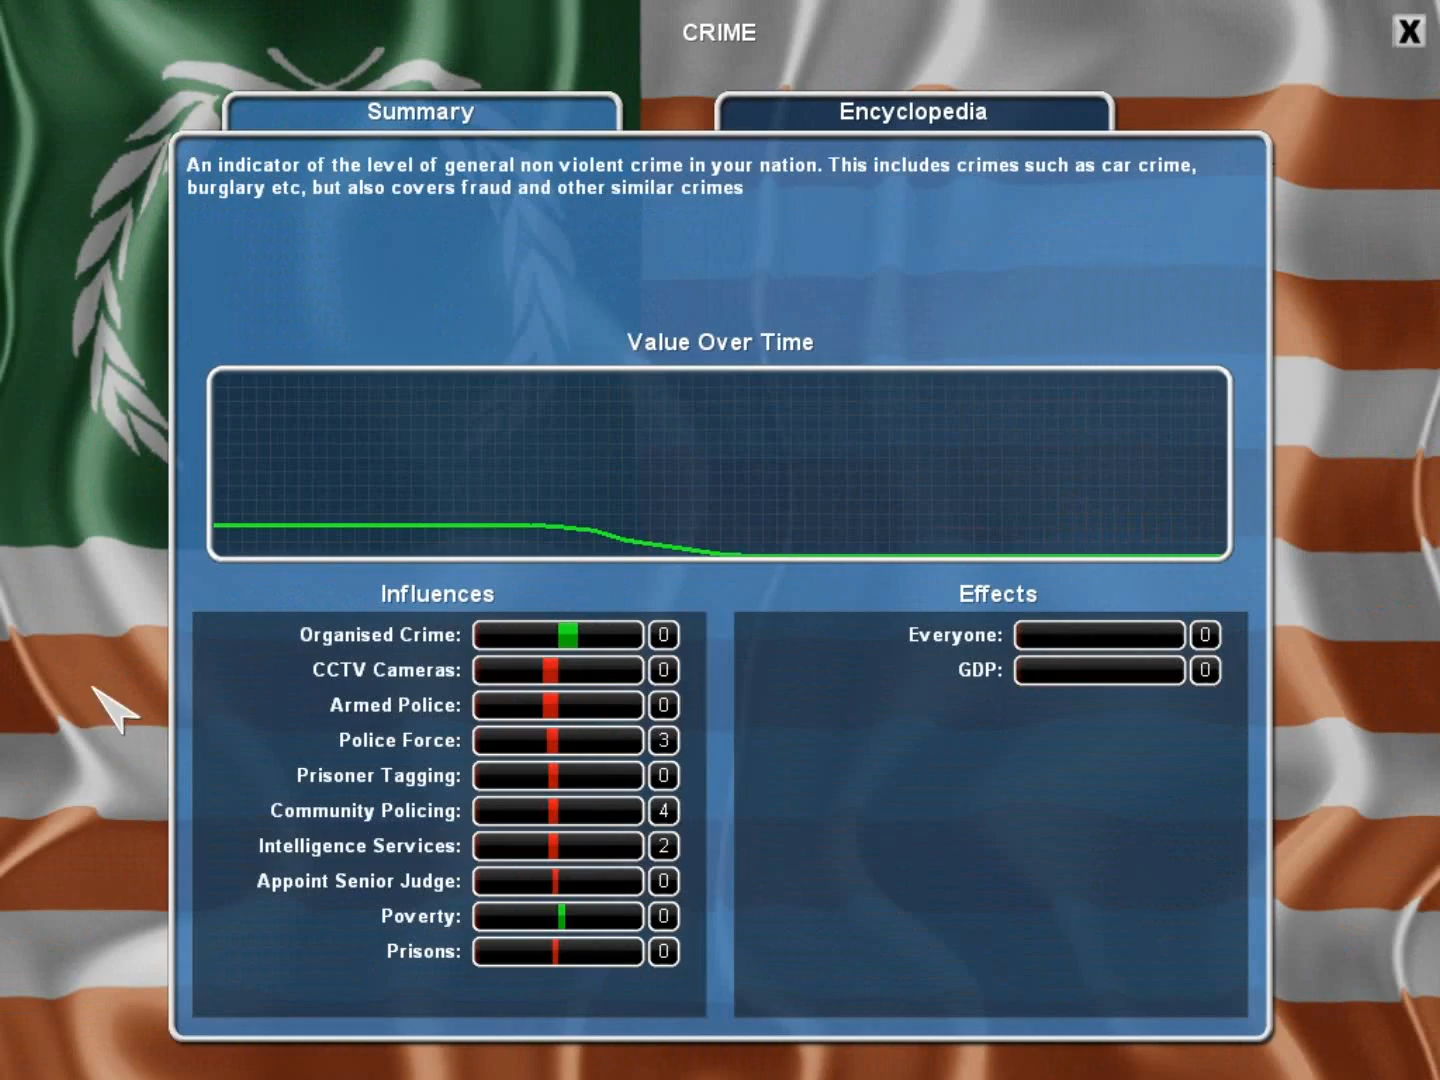 CRIME
X
Summary
Encyclopedia
An indicator of the level of general non violent crime in your nation. This includes crimes such as car crime,
burglary etc, but also covers fraud and other similar crimes
Value Over Time
Influences
Organised Crime: 0
CCTV Cameras: 0
Armed Police: 0
Police Force: 3
Prisoner Tagging: 0
Community Policing: 4
Intelligence Services: 2
Appoint Senior Judge: 0
Poverty: 0
Prisons: 0
Effects
Everyone: 0
GDP: 0